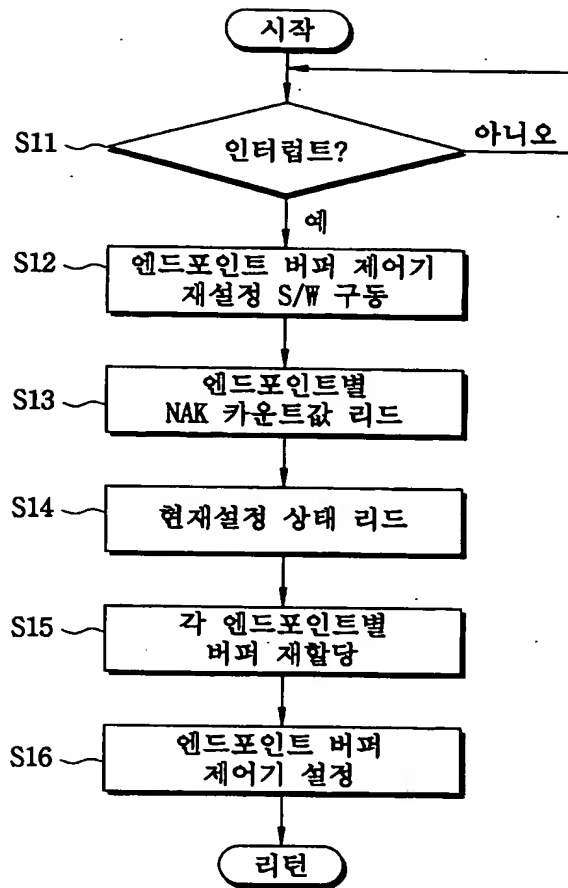 시작
S11
인터럽트?
아니오
예
S12
엔드포인트 버퍼 제어기
재설정 S/W 구동
S13
엔드포인트별
NAK 카운트값 리드
S14
현재설정 상태 리드
S15
각 엔드포인트별
버퍼 재할당
S16
엔드포인트 버퍼
제어기 설정
리턴